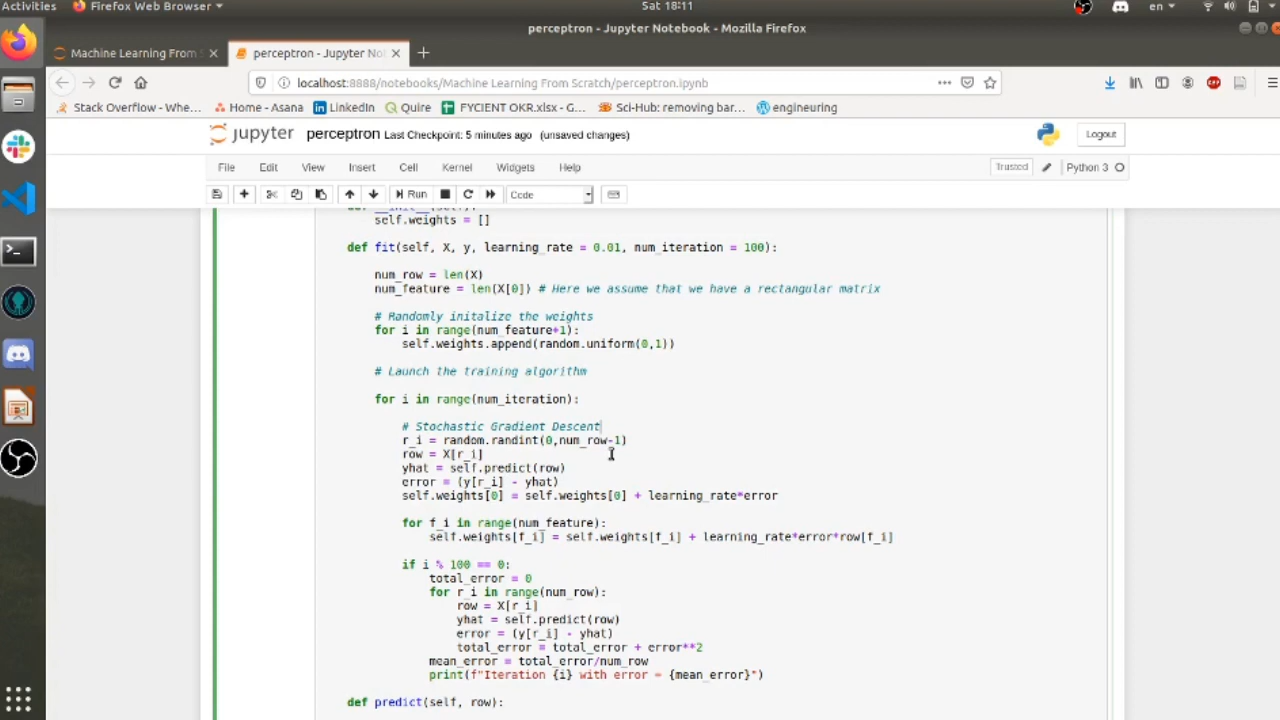 Activities Firefox Web Browser Sat 18:11 en
perceptron - Jupyter Notebook - Mozilla Firefox
Machine Learning From S perceptron - Jupyter Not
localhost:8888/notebooks/Machine Learning From Scratch/perceptron.ipynb
Stack Overflow - Whe... Home - Asana LinkedIn Quire FYCIENT OKR.xlsx - G... Sci-Hub: removing bar... engineering
jupyter perceptron Last Checkpoint: 5 minutes ago (unsaved changes) Logout
File Edit View Insert Cell Kernel Widgets Help Trusted Python 3
Run Code
def __init__(self):
self.weights = []
def fit(self, X, y, learning_rate = 0.01, num_iteration = 100):
num_row = len(X)
num_feature = len(X[0]) # Here we assume that we have a rectangular matrix
# Randomly initalize the weights
for i in range(num_feature+1):
self.weights.append(random.uniform(0,1))
# Launch the training algorithm
for i in range(num_iteration):
# Stochastic Gradient Descent
r_i = random.randint(0,num_row-1)
row = X[r_i]
yhat = self.predict(row)
error = (y[r_i] - yhat)
self.weights[0] = self.weights[0] + learning_rate*error
for f_i in range(num_feature):
self.weights[f_i] = self.weights[f_i] + learning_rate*error*row[f_i]
if i % 100 == 0:
total_error = 0
for r_i in range(num_row):
row = X[r_i]
yhat = self.predict(row)
error = (y[r_i] - yhat)
total_error = total_error + error**2
mean_error = total_error/num_row
print(f"Iteration {i} with error = {mean_error}")
def predict(self, row):